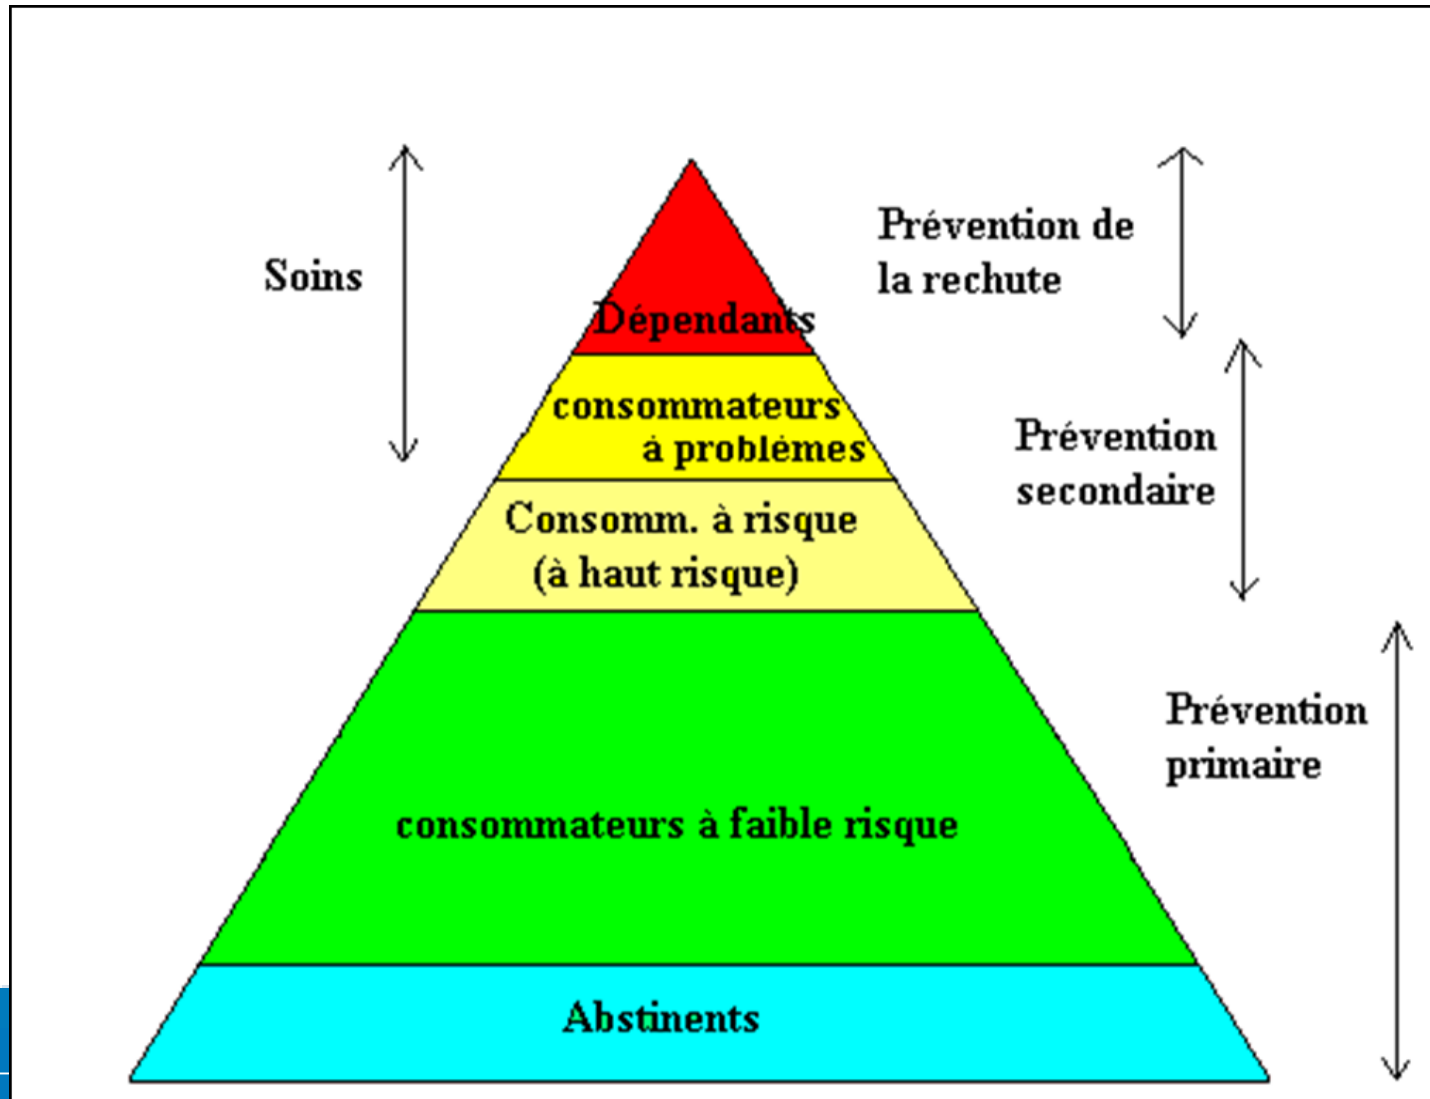 Soins
Prévention de
la rechute
Dépendants
consommateurs
à problèmes
Prévention
secondaire
Consomm. à risque
(à haut risque)
Prévention
primaire
consommateurs à faible risque
Abstinents